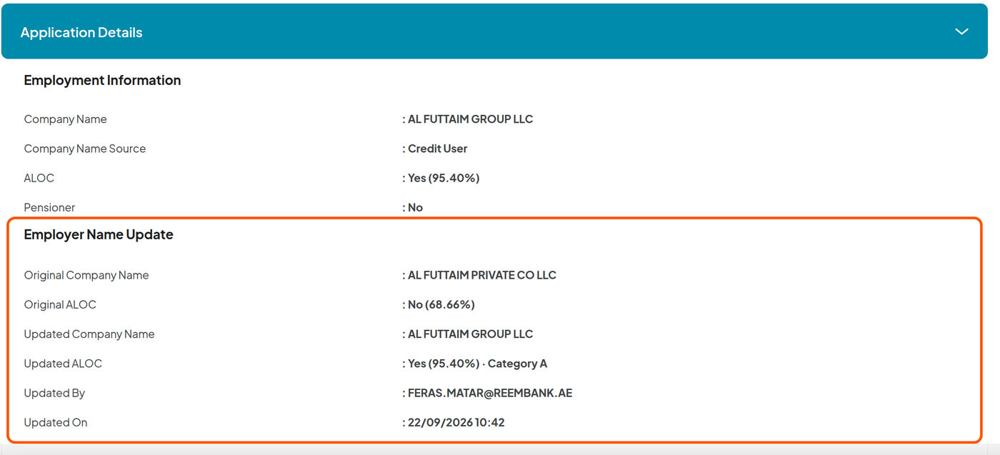 Application Details
Employment Information
Company Name : AL FUTTAIM GROUP LLC
Company Name Source : Credit User
ALOC : Yes (95.40%)
Pensioner : No
Employer Name Update
Original Company Name : AL FUTTAIM PRIVATE CO LLC
Original ALOC : No (68.66%)
Updated Company Name : AL FUTTAIM GROUP LLC
Updated ALOC : Yes (95.40%) · Category A
Updated By : FERAS.MATAR@REEMBANK.AE
Updated On : 22/09/2026 10:42